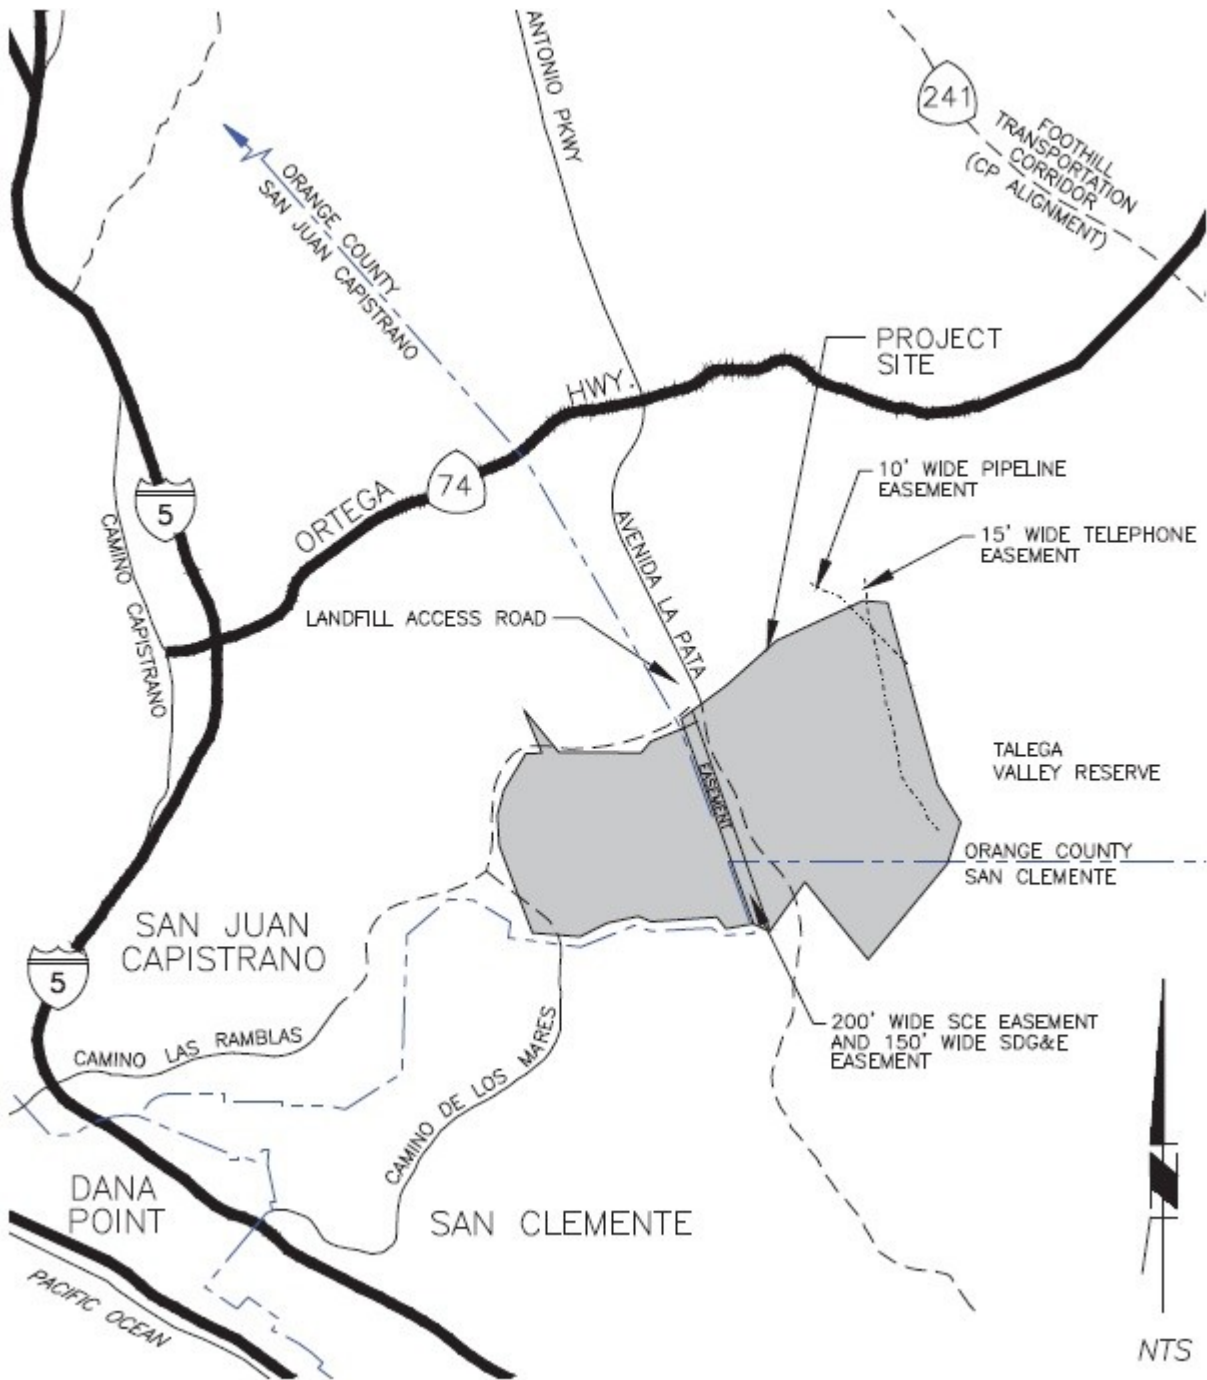 ANTONIO PKWY
241
FOOTHILL
TRANSPORTATION
CORRIDOR
(CP ALIGNMENT)
ORANGE COUNTY
SAN JUAN CAPISTRANO
PROJECT
SITE
HWY.
74
ORTEGA
10' WIDE PIPELINE
EASEMENT
15' WIDE TELEPHONE
EASEMENT
5
CAMINO CAPISTRANO
AVENIDA LA PATA
LANDFILL ACCESS ROAD
TALEGA
VALLEY RESERVE
EASEMENT
ORANGE COUNTY
SAN CLEMENTE
SAN JUAN
CAPISTRANO
5
200' WIDE SCE EASEMENT
AND 150' WIDE SDG&E
EASEMENT
CAMINO LAS RAMBLAS
CAMINO DE LOS MARES
DANA
POINT
SAN CLEMENTE
PACIFIC OCEAN
NTS